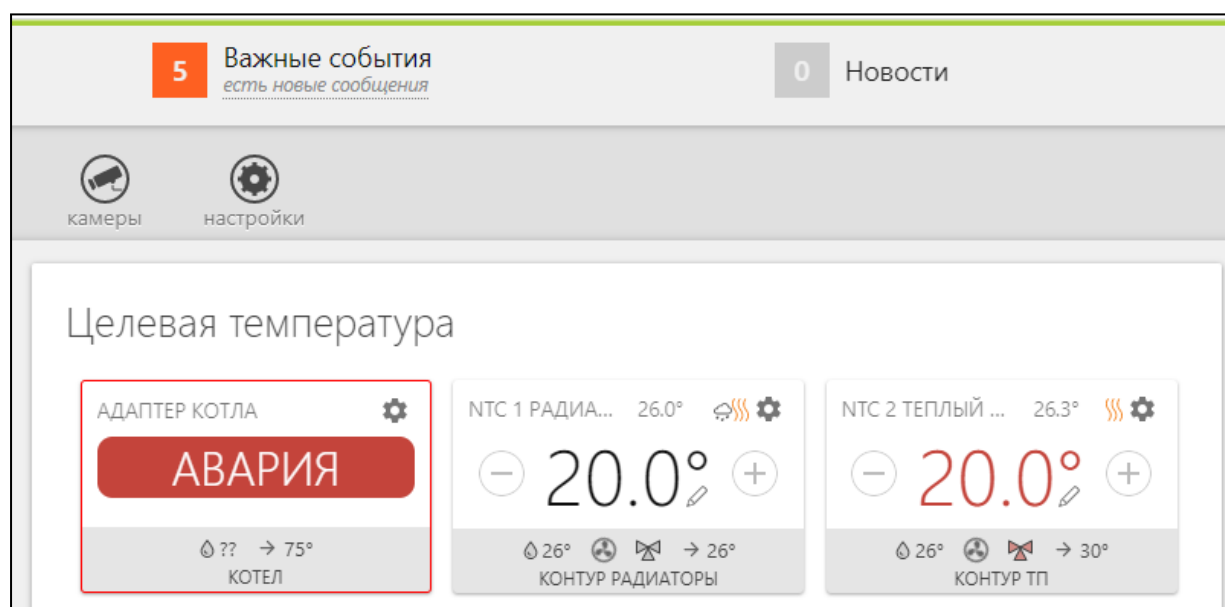 5 Важные события
есть новые сообщения
0 Новости
камеры настройки
Целевая температура
АДАПТЕР КОТЛА
АВАРИЯ
?? → 75°
КОТЕЛ
NTC 1 РАДИА... 26.0°
− 20.0° +
26° → 26°
КОНТУР РАДИАТОРЫ
NTC 2 ТЕПЛЫЙ ... 26.3°
− 20.0° +
26° → 30°
КОНТУР ТП